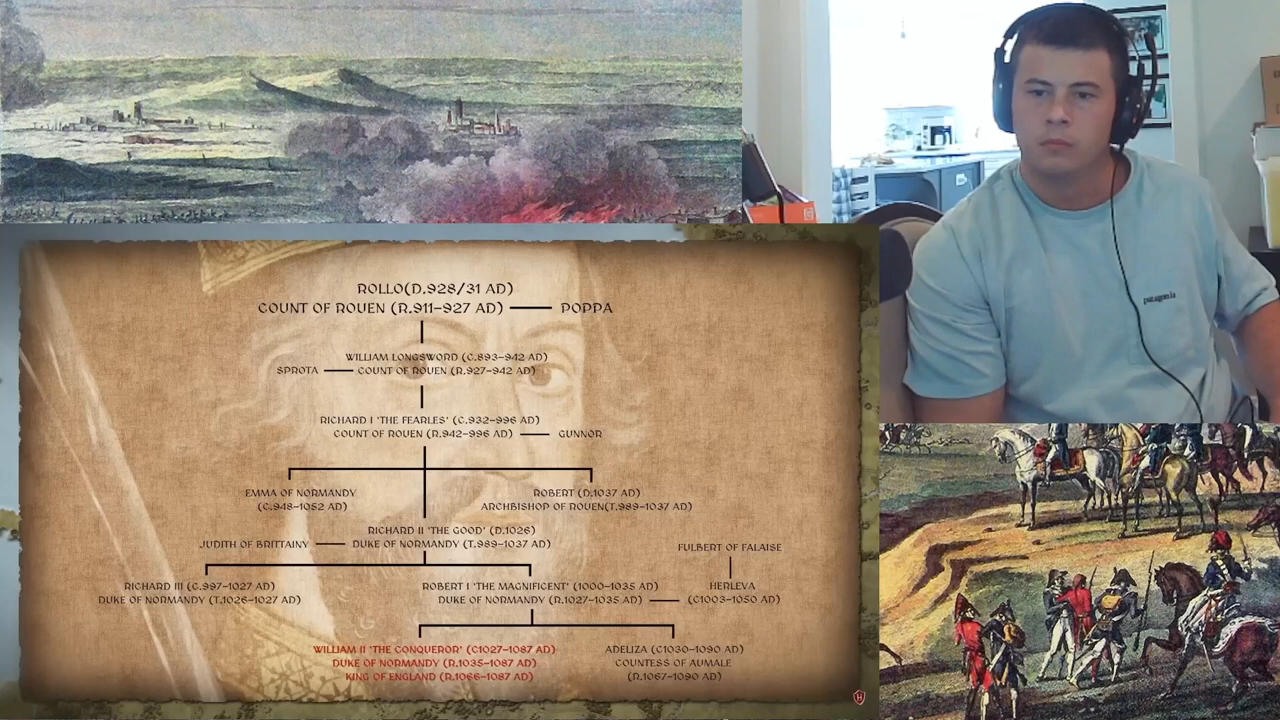 ROLLO(D.928/31 AD)
COUNT OF ROUEN (R.911–927 AD)
POPPA
WILLIAM LONGSWORD (C.893–942 AD)
SPROTA
COUNT OF ROUEN (R.927–942 AD)
RICHARD I 'THE FEARLES' (C.932–996 AD)
COUNT OF ROUEN (R.942–996 AD)
GUNNOR
EMMA OF NORMANDY
(C.948–1052 AD)
ROBERT (D.1037 AD)
ARCHBISHOP OF ROUEN(T.989–1037 AD)
RICHARD II 'THE GOOD' (D.1026)
JUDITH OF BRITTAINY
DUKE OF NORMANDY (T.989–1037 AD)
FULBERT OF FALAISE
RICHARD III (C.997–1027 AD)
DUKE OF NORMANDY (T.1026–1027 AD)
ROBERT I 'THE MAGNIFICENT' (1000–1035 AD)
DUKE OF NORMANDY (R.1027–1035 AD)
HERLEVA
(C1003–1050 AD)
WILLIAM II 'THE CONQUEROR' (C1027–1087 AD)
DUKE OF NORMANDY (R.1035–1087 AD)
KING OF ENGLAND (R.1066–1087 AD)
ADELIZA (C1030–1090 AD)
COUNTESS OF AUMALE
(R.1067–1090 AD)
patagonia
H